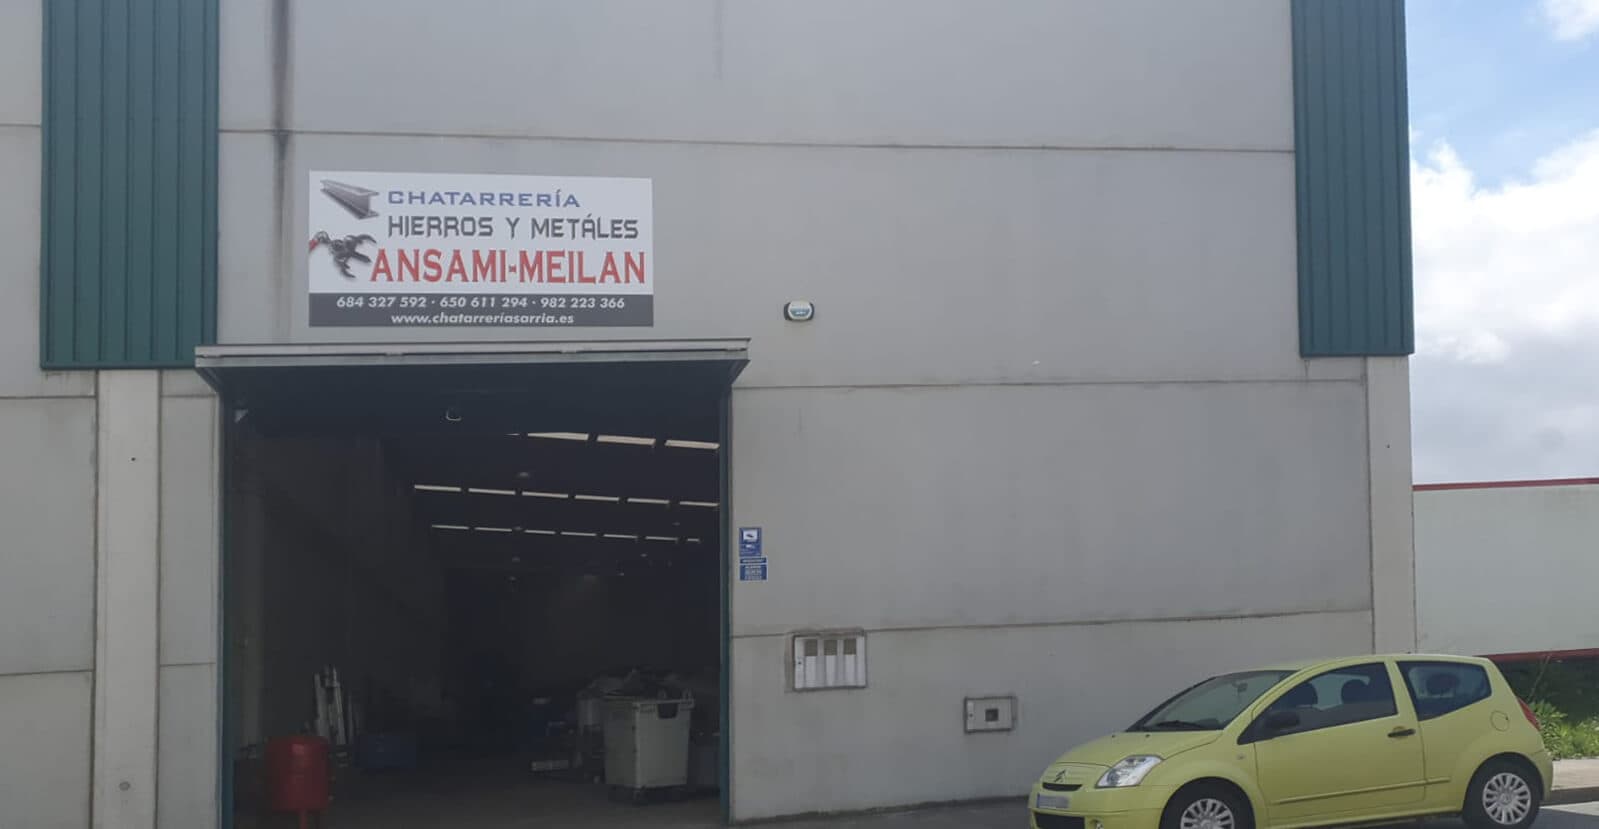 CHATARRERÍA
HIERROS Y METÁLES
ANSAMI-MEILAN
684 327 592 · 650 611 294 · 982 223 366
www.chatarreriasarria.es